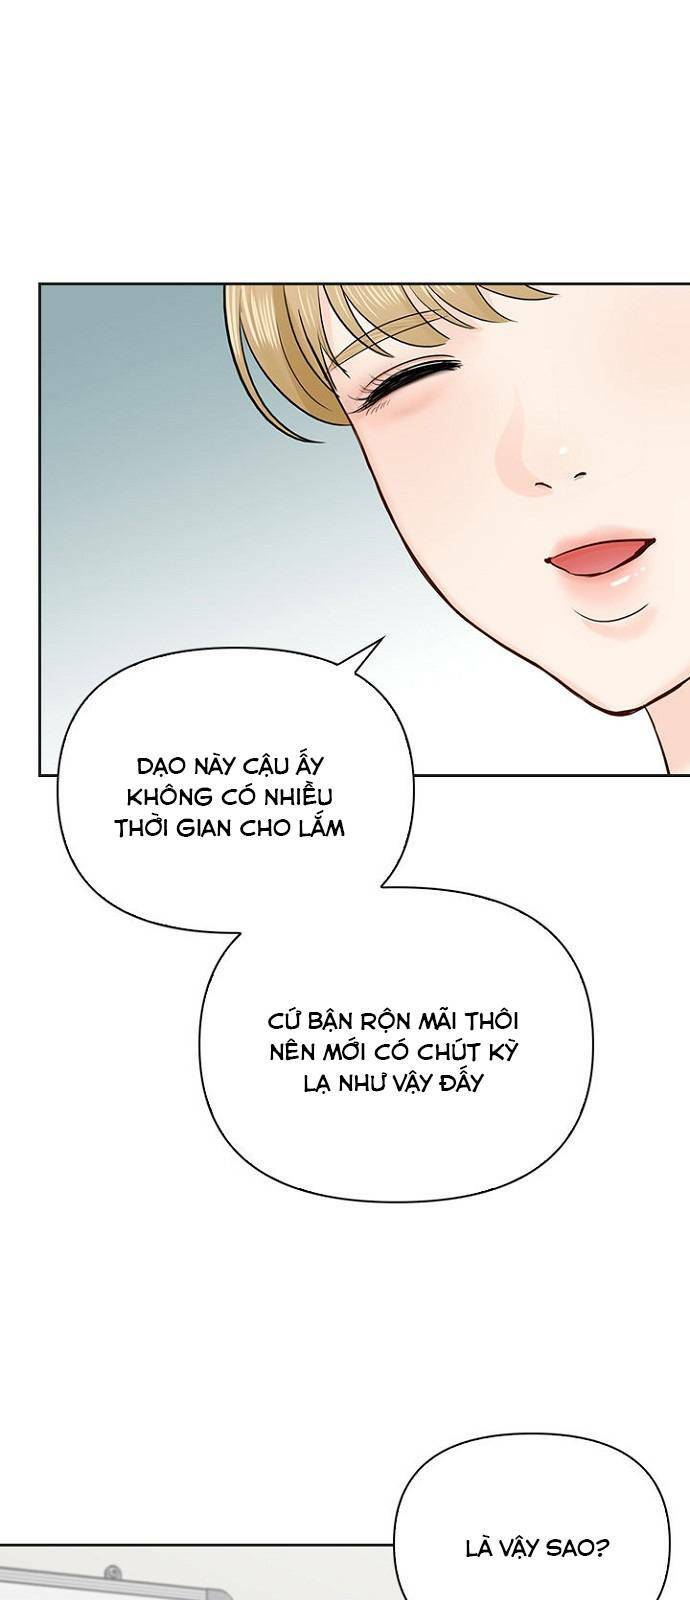 DẠO NÀY CẬU ẤY
KHÔNG CÓ NHIỀU
THỜI GIAN CHO LẮM
CỨ BẬN RỘN MÃI THÔI
NÊN MỚI CÓ CHÚT KỲ
LẠ NHƯ VẬY ĐẤY
LÀ VẬY SAO?